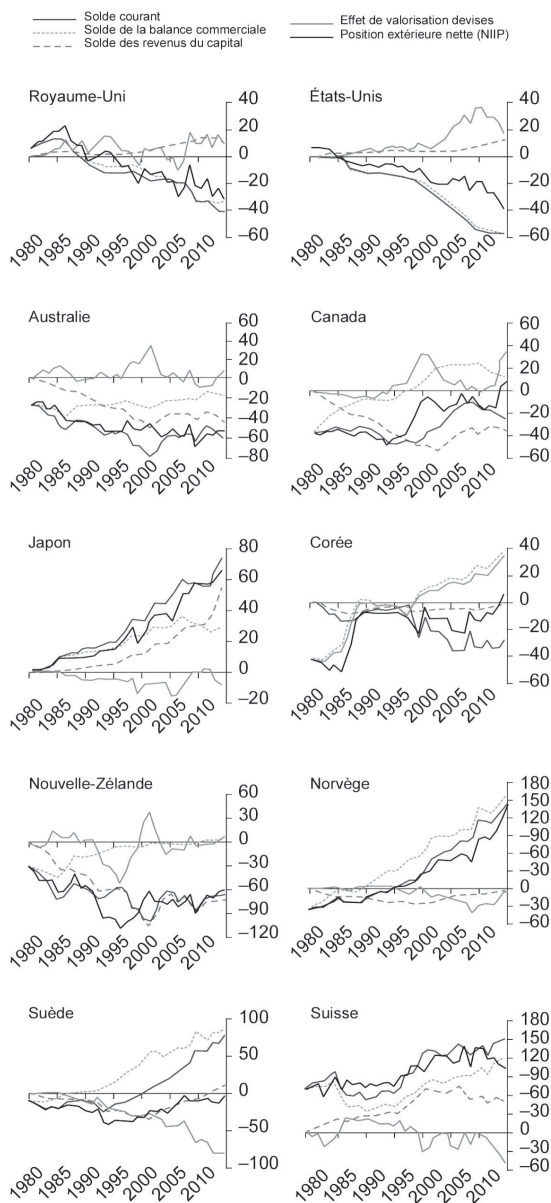 Solde courant
Solde de la balance commerciale
Solde des revenus du capital
Effet de valorisation devises
Position extérieure nette (NIIP)
Royaume-Uni
40
20
0
–20
–40
–60
1980 1985 1990 1995 2000 2005 2010
États-Unis
40
20
0
–20
–40
–60
1980 1985 1990 1995 2000 2005 2010
Australie
60
40
20
0
–20
–40
–60
–80
1980 1985 1990 1995 2000 2005 2010
Canada
60
40
20
0
–20
–40
–60
–80
1980 1985 1990 1995 2000 2005 2010
Japon
80
60
40
20
0
–20
1980 1985 1990 1995 2000 2005 2010
Corée
40
20
0
–20
–40
–60
1980 1985 1990 1995 2000 2005 2010
Nouvelle-Zélande
60
30
0
–30
–60
–90
–120
1980 1985 1990 1995 2000 2005 2010
Norvège
180
150
120
–90
–60
–30
0
–30
–60
1980 1985 1990 1995 2000 2005 2010
Suède
100
50
0
–50
–100
1980 1985 1990 1995 2000 2005 2010
Suisse
180
150
120
–90
–60
–30
0
–30
–60
1980 1985 1990 1995 2000 2005 2010